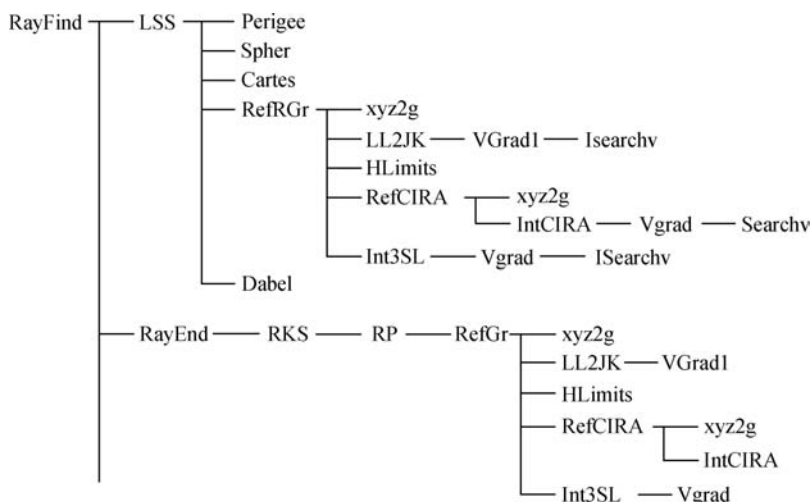 RayFind LSS Perigee
Spher
Cartes
RefRGr xyz2g
LL2JK VGrad1 Isearchv
HLimits
RefCIRA xyz2g
IntCIRA Vgrad Searchv
Int3SL Vgrad ISearchv
Dabel
RayEnd RKS RP RefGr xyz2g
LL2JK VGrad1
HLimits
RefCIRA xyz2g
IntCIRA
Int3SL Vgrad